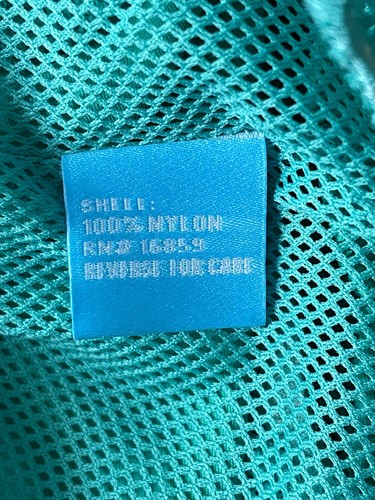 SHELL:
100% NYLON
RN# 16859
REVERSE FOR CARE